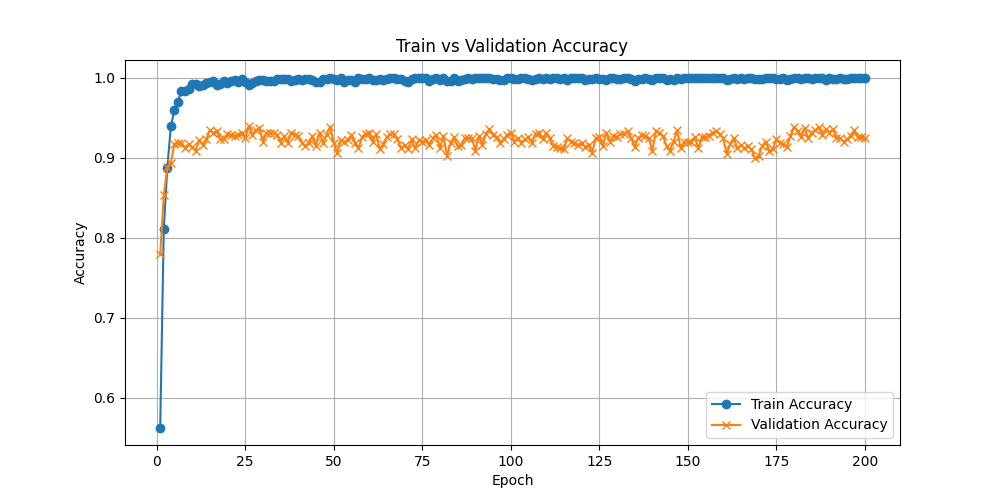 Train vs Validation Accuracy
1.0
0.9
0.8
0.7
0.6
Accuracy
0 25 50 75 100 125 150 175 200
Epoch
Train Accuracy
Validation Accuracy